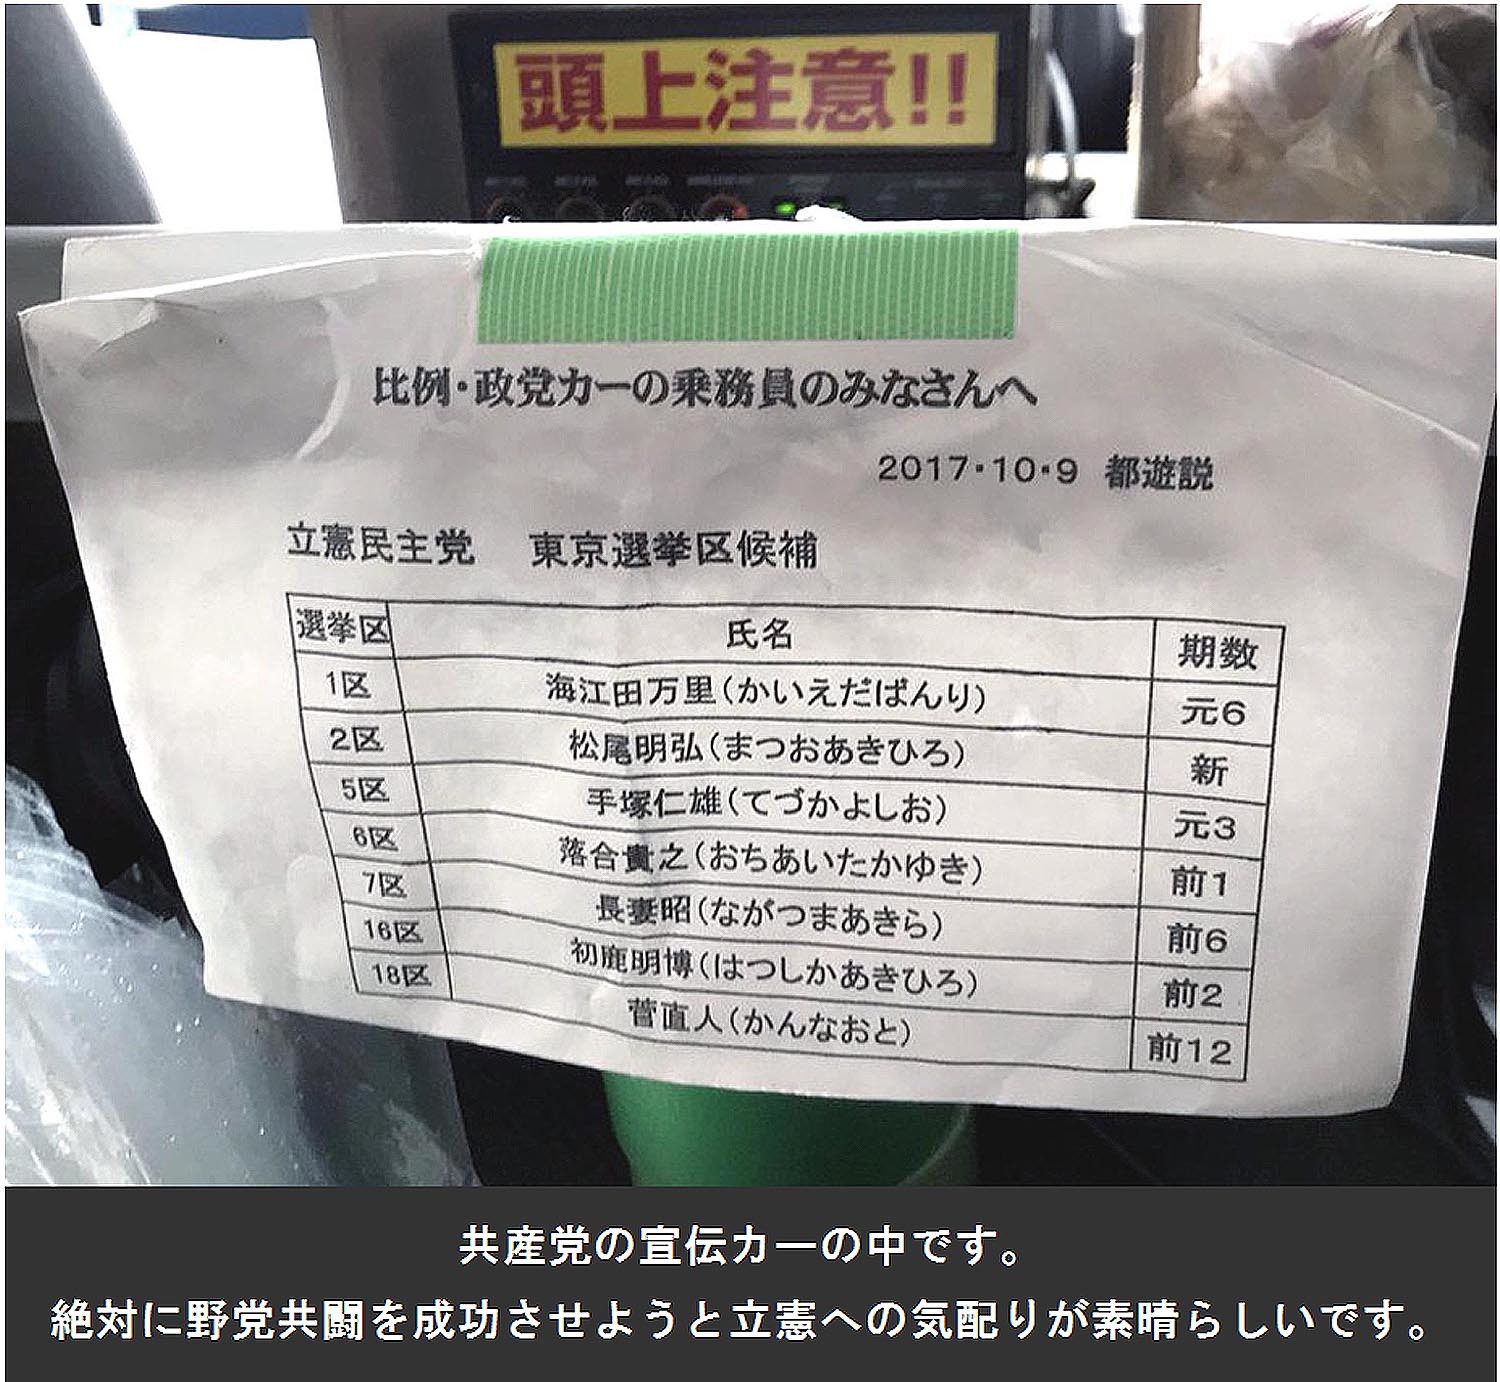 頭上注意!!
比例・政党カーの乗務員のみなさんへ
2017・10・9 都遊説
立憲民主党 東京選挙区候補
選挙区 氏名 期数
1区 海江田万里(かいえだばんり) 元6
2区 松尾明弘(まつおあきひろ) 新
5区 手塚仁雄(てづかよしお) 元3
6区 落合貴之(おちあいたかゆき) 前1
7区 長妻昭(ながつまあきら) 前6
16区 初鹿明博(はつしかあきひろ) 前2
18区 菅直人(かんなおと) 前12
共産党の宣伝カーの中です。
絶対に野党共闘を成功させようと立憲への気配りが素晴らしいです。